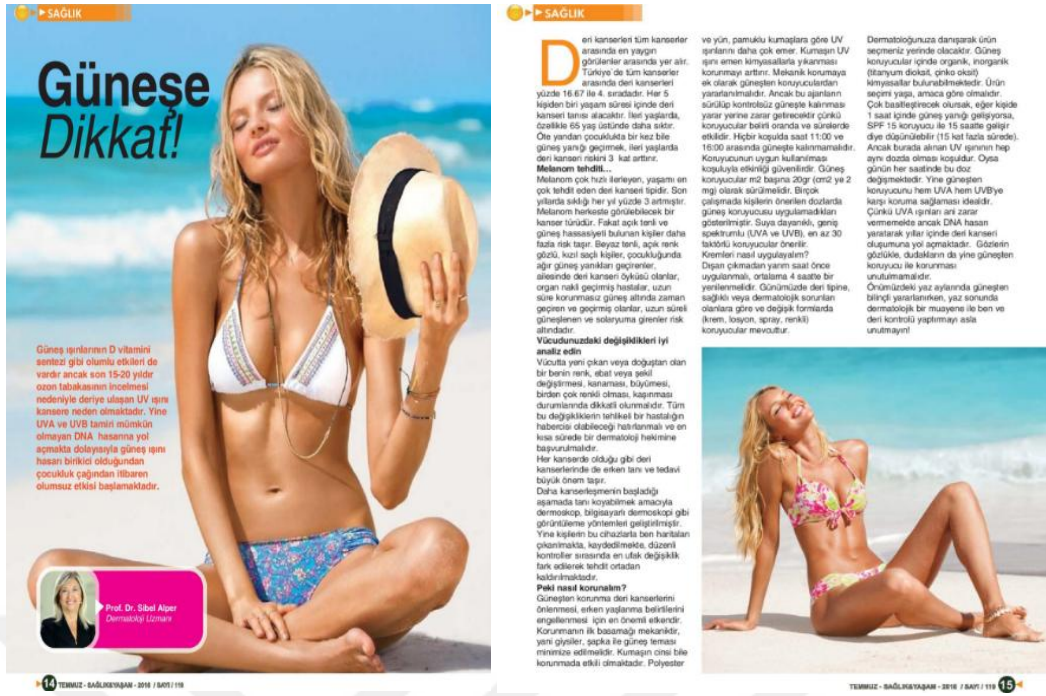 SAĞLIK
Güneşe
Dikkat!
Güneş ışınlarının D vitamini
sentezi gibi olumlu etkileri de
vardır ancak son 15-20 yıldır
ozon tabakasının incelmesi
nedeniyle deriye ulaşan UV ışını
kansere neden olmaktadır. Yine
UVA ve UVB tamiri mümkün
olmayan DNA hasarına yol
açmakta dolayısıyla güneş ışını
hasarı birikici olduğundan
çocukluk çağından itibaren
olumsuz etkisi başlamaktadır.
Prof. Dr. Sibel Alper
Dermatoloji Uzmanı
14 TEMMUZ - SAĞLIK&YAŞAM - 2018 / SAYI / 119
SAĞLIK
Deri kanserleri tüm kanserler
arasında en yaygın
görülenler arasında yer alır.
Türkiye'de tüm kanserler
arasında deri kanserleri
yüzde 16.67 ile 4. sıradadır. Her 5
kişiden biri yaşam süresi içinde deri
kanseri tanısı alacaktır. İleri yaşlarda,
özellikle 65 yaş üstünde daha sıktır.
Öte yandan çocuklukta bir kez bile
güneş yanığı geçirmek, ileri yaşlarda
deri kanseri riskini 3 kat arttırır.
Melanom tehditi...
Melanom çok hızlı ilerleyen, yaşamı en
çok tehdit eden deri kanseri tipidir. Son
yıllarda sıklığı her yıl yüzde 3 artmıştır.
Melanom herkeste görülebilecek bir
kanser türüdür. Fakat açık tenli ve
güneş hassasiyeti bulunan kişiler daha
fazla risk taşır. Beyaz tenli, açık renk
gözlü, kızıl saçlı kişiler, çocukluğunda
ağır güneş yanıkları geçirenler,
ailesinde deri kanseri öyküsü olanlar,
organ nakli geçirmiş hastalar, uzun
süre korunmasız güneş altında zaman
geçiren ve geçirmiş olanlar, uzun süreli
güneşlenen ve solaryuma girenler risk
altındadır.
Vücudunuzdaki değişiklikleri iyi
analiz edin
Vücutta yeni çıkan veya doğuştan olan
bir benin renk, ebat veya şekil
değiştirmesi, kanaması, büyümesi,
birden çok renkli olması, kaşınması
durumlarında dikkatli olunmalıdır. Tüm
bu değişikliklerin tehlikeli bir hastalığın
habercisi olabileceği hatırlanmalı ve en
kısa sürede bir dermatoloji hekimine
başvurulmalıdır.
Her kanserde olduğu gibi deri
kanserlerinde de erken tanı ve tedavi
büyük önem taşır.
Daha kanserleşmenin başladığı
aşamada tanı koyabilmek amacıyla
dermoskop, bilgisayarlı dermoskopi gibi
görüntüleme yöntemleri geliştirilmiştir.
Yine kişilerin bu cihazlarla ben haritaları
çıkarılmakta, kaydedilmekte, düzenli
kontroller sırasında en ufak değişiklik
fark edilerek tehdit ortadan
kaldırılmaktadır.
Peki nasıl korunalım?
Güneşten korunma deri kanserlerini
önlenmesi, erken yaşlanma belirtilerini
engellenmesi için en önemli etkendir.
Korunmanın ilk basamağı mekaniktir,
yani giysiler, şapka ile güneş teması
minimize edilmelidir. Kumaşın cinsi bile
korunmada etkili olmaktadır. Polyester
ve yün, pamuklu kumaşlara göre UV
ışınlarını daha çok emer. Kumaşın UV
ışını emen kimyasallarla yıkanması
korunmayı arttırır. Mekanik korumaya
ek olarak güneşten koruyuculardan
yararlanılmalıdır. Ancak bu ajanların
sürülüp kontrolsüz güneşte kalınması
yarar yerine zarar getirecektir çünkü
koruyucular belirli oranda ve sürelerde
etkilidir. Hiçbir koşulda saat 11:00 ve
16:00 arasında güneşte kalınmamalıdır.
Koruyucunun uygun kullanılması
koşuluyla etkinliği güvenilirdir. Güneş
koruyucular m2 başına 20gr (cm2 ye 2
mg) olarak sürülmelidir. Birçok
çalışmada kişilerin önerilen dozlarda
güneş koruyucusu uygulamadıkları
gösterilmiştir. Suya dayanıklı, geniş
spektrumlu (UVA ve UVB), en az 30
faktörlü koruyucular önerilir.
Kremleri nasıl uygulayalım?
Dışarı çıkmadan yarım saat önce
uygulanmalı, ortalama 4 saatte bir
yenilenmelidir. Günümüzde deri tipine,
sağlıklı veya dermatolojik sorunları
olanlara göre ve değişik formlarda
(krem, losyon, spray, renkli)
koruyucular mevcuttur.
Dermatoloğunuza danışarak ürün
seçmeniz yerinde olacaktır. Güneş
koruyucular içinde organik, inorganik
(titanyum dioksit, çinko oksit)
kimyasallar bulunabilmektedir. Ürün
seçimi yaşa, amaca göre olmalıdır.
Çok basitleştirecek olursak, eğer kişide
1 saat içinde güneş yanığı gelişiyorsa,
SPF 15 koruyucu ile 15 saatte gelişir
diye düşünülebilir (15 kat fazla sürede).
Ancak burada alınan UV ışınının hep
aynı dozda olması koşuldur. Oysa
günün her saatinde bu doz
değişmektedir. Yine güneşten
koruyucunu hem UVA hem UVB'ye
karşı koruma sağlaması idealdir.
Çünkü UVA ışınları ani zarar
vermemekte ancak DNA hasarı
yaratarak yıllar içinde deri kanseri
oluşumuna yol açmaktadır. Gözlerin
gözlükle, dudakların da yine güneşten
koruyucu ile korunması
unutulmamalıdır.
Önümüzdeki yaz aylarında güneşten
bilinçli yararlanırken, yaz sonunda
dermatolojik bir muayene ile ben ve
deri kontrolü yaptırmayı asla
unutmayın!
TEMMUZ - SAĞLIK&YAŞAM - 2018 / SAYI / 119 15